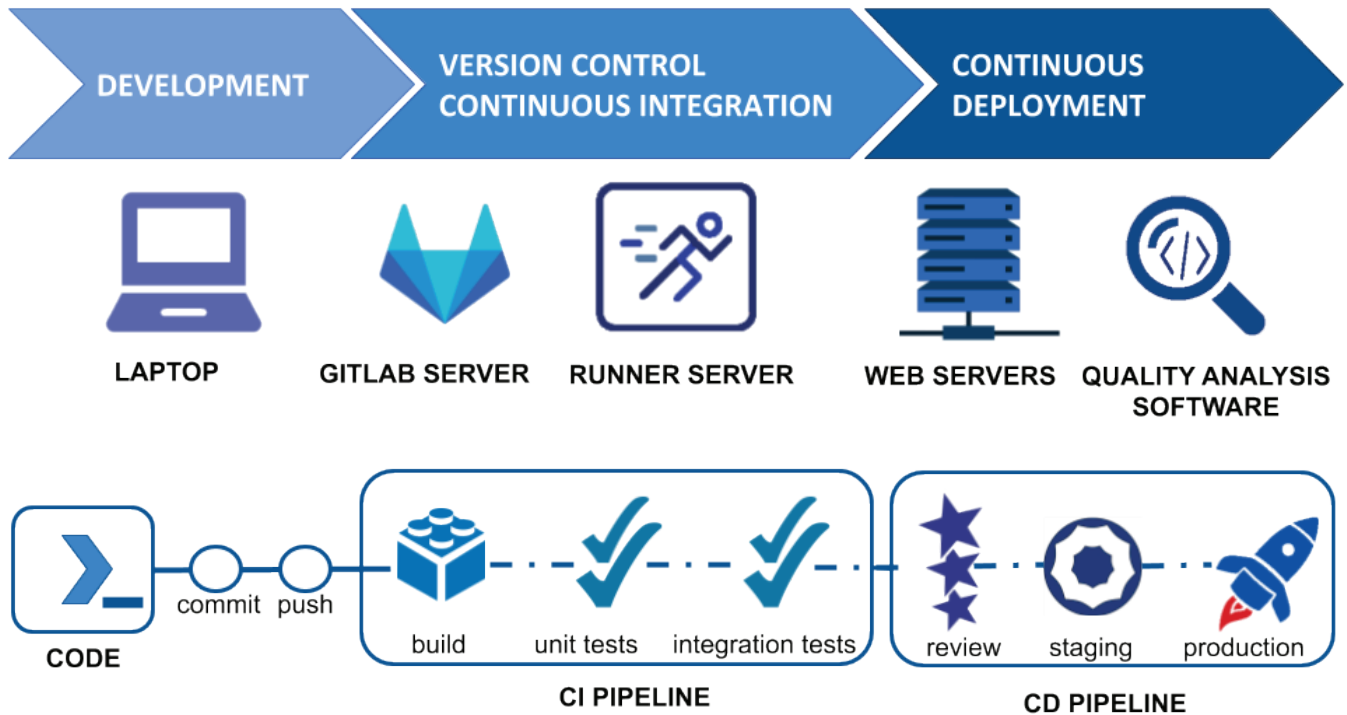 DEVELOPMENT
VERSION CONTROL
CONTINUOUS INTEGRATION
CONTINUOUS
DEPLOYMENT
LAPTOP
GITLAB SERVER
RUNNER SERVER
WEB SERVERS
QUALITY ANALYSIS
SOFTWARE
CODE
commit
push
build
unit tests
integration tests
CI PIPELINE
review
staging
production
CD PIPELINE